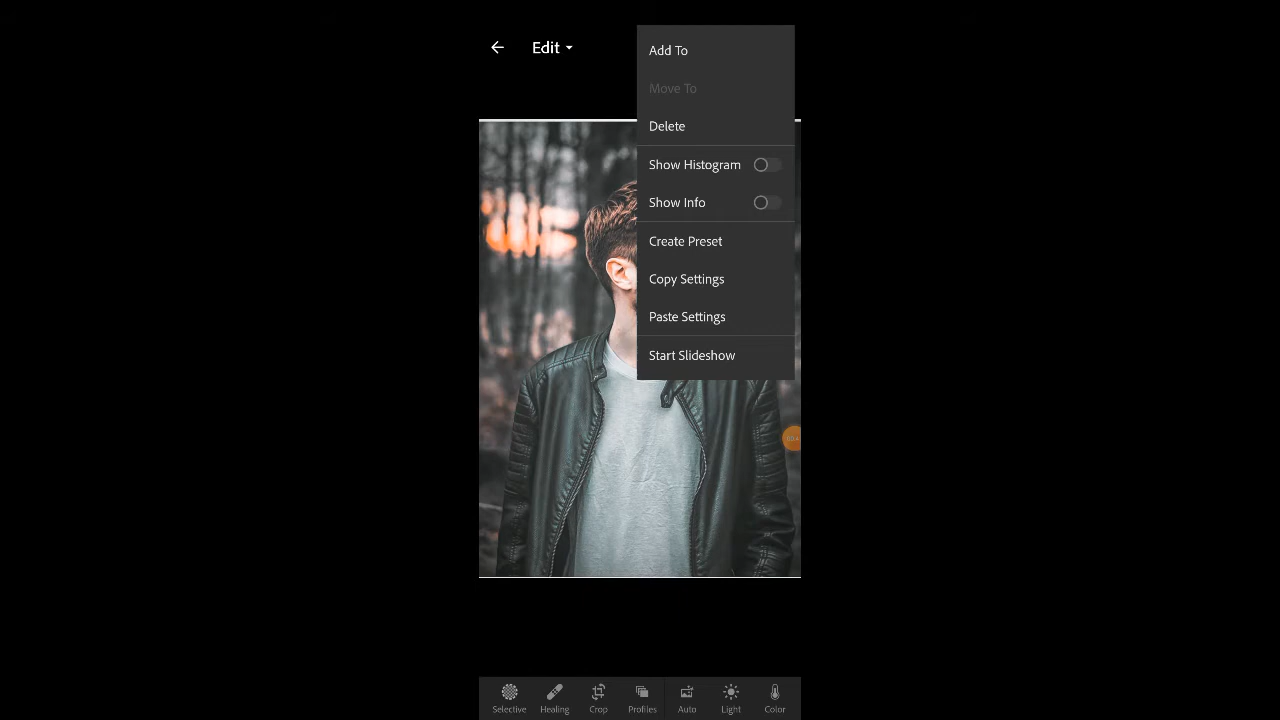 Edit
Add To
Move To
Delete
Show Histogram
Show Info
Create Preset
Copy Settings
Paste Settings
Start Slideshow
Selective
Healing
Crop
Profiles
Auto
Light
Color